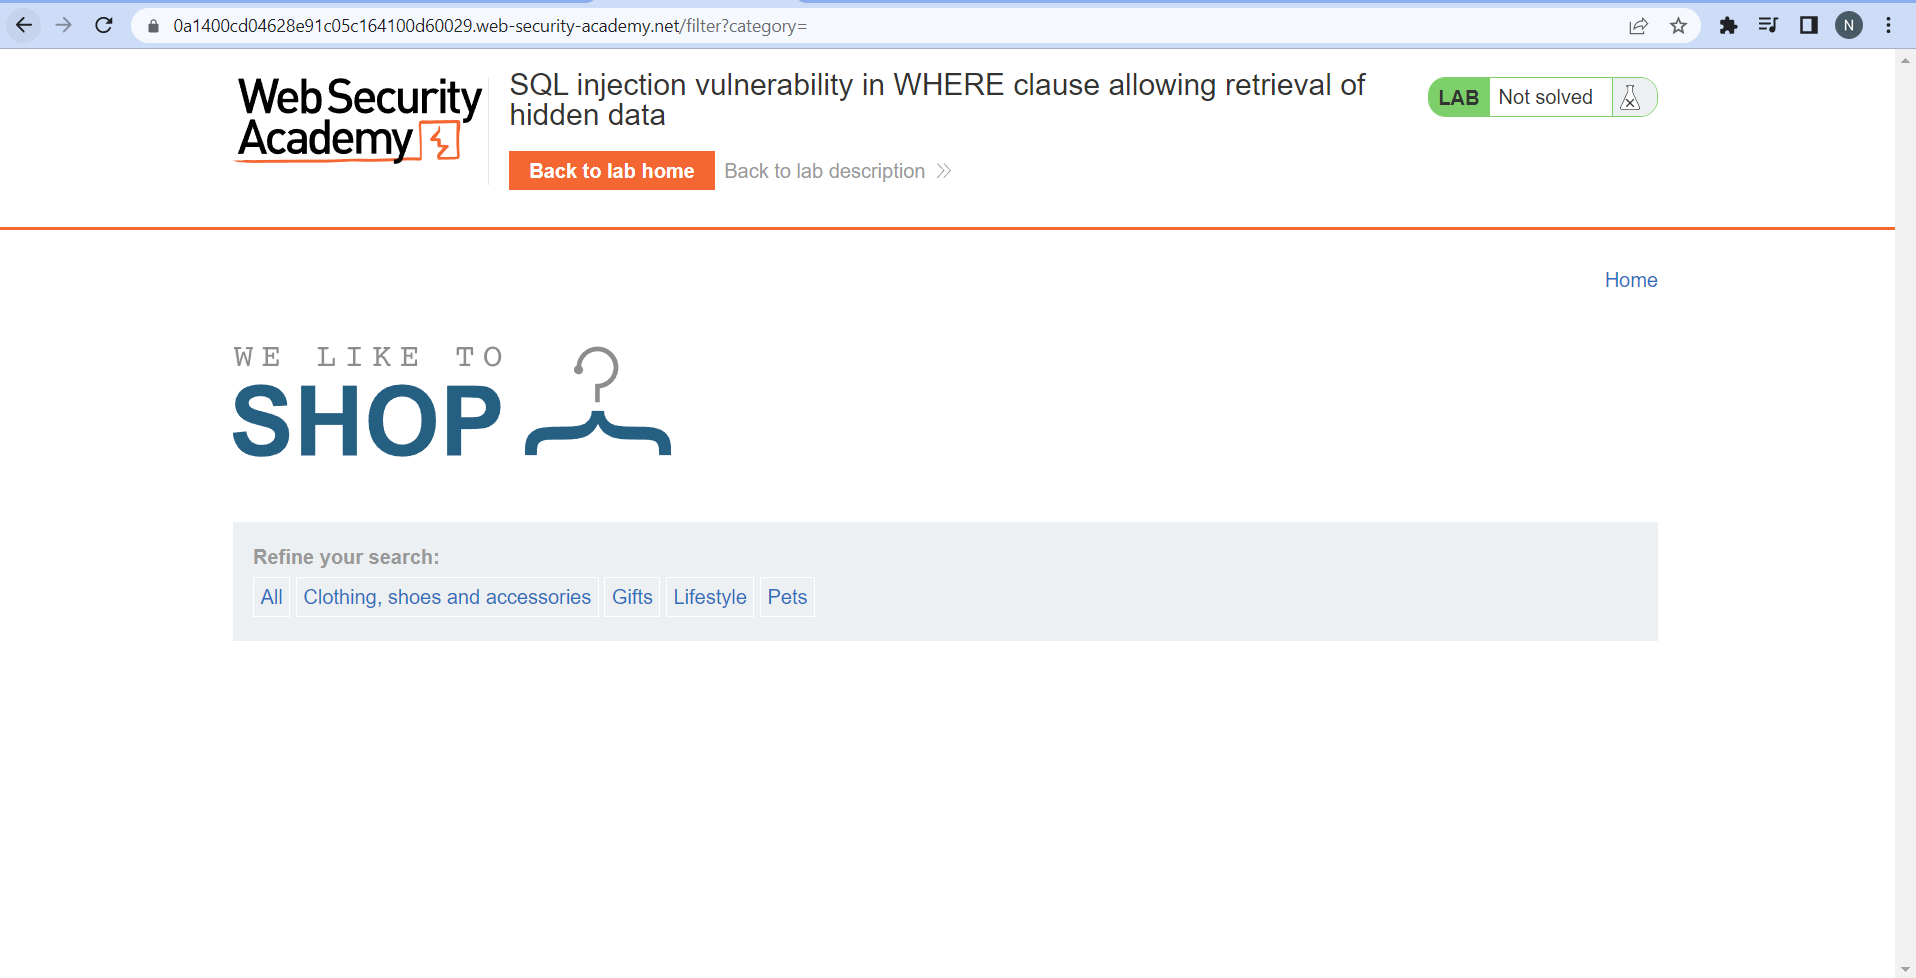 0a1400cd04628e91c05c164100d60029.web-security-academy.net/filter?category=
N
Web Security
Academy
SQL injection vulnerability in WHERE clause allowing retrieval of
hidden data
Back to lab home
Back to lab description
LAB
Not solved
Home
WE LIKE TO
SHOP
Refine your search:
All
Clothing, shoes and accessories
Gifts
Lifestyle
Pets